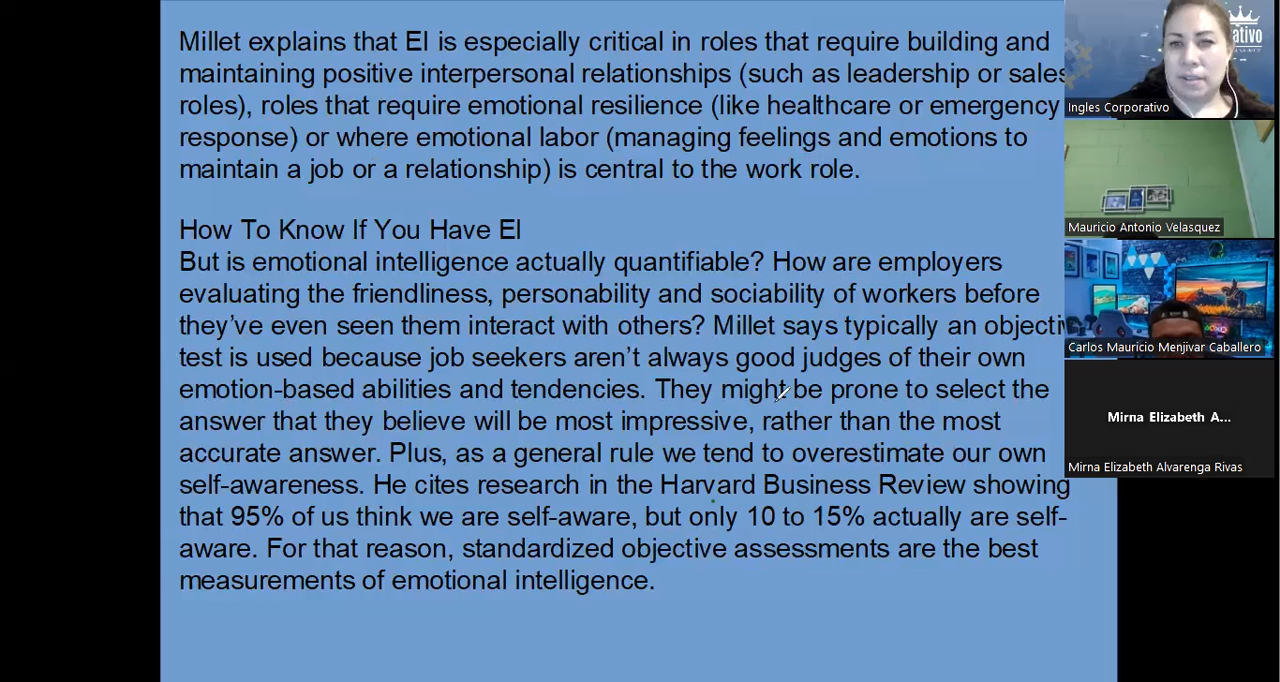 Millet explains that EI is especially critical in roles that require building and
maintaining positive interpersonal relationships (such as leadership or sales
roles), roles that require emotional resilience (like healthcare or emergency
response) or where emotional labor (managing feelings and emotions to
maintain a job or a relationship) is central to the work role.
How To Know If You Have EI
But is emotional intelligence actually quantifiable? How are employers
evaluating the friendliness, personability and sociability of workers before
they've even seen them interact with others? Millet says typically an objectiv
test is used because job seekers aren't always good judges of their own
emotion-based abilities and tendencies. They might be prone to select the
answer that they believe will be most impressive, rather than the most
accurate answer. Plus, as a general rule we tend to overestimate our own
self-awareness. He cites research in the Harvard Business Review showing
that 95% of us think we are self-aware, but only 10 to 15% actually are self-
aware. For that reason, standardized objective assessments are the best
measurements of emotional intelligence.
ativo
Ingles Corporativo
Mauricio Antonio Velasquez
Carlos Mauricio Menjivar Caballero
Mirna Elizabeth A...
Mirna Elizabeth Alvarenga Rivas